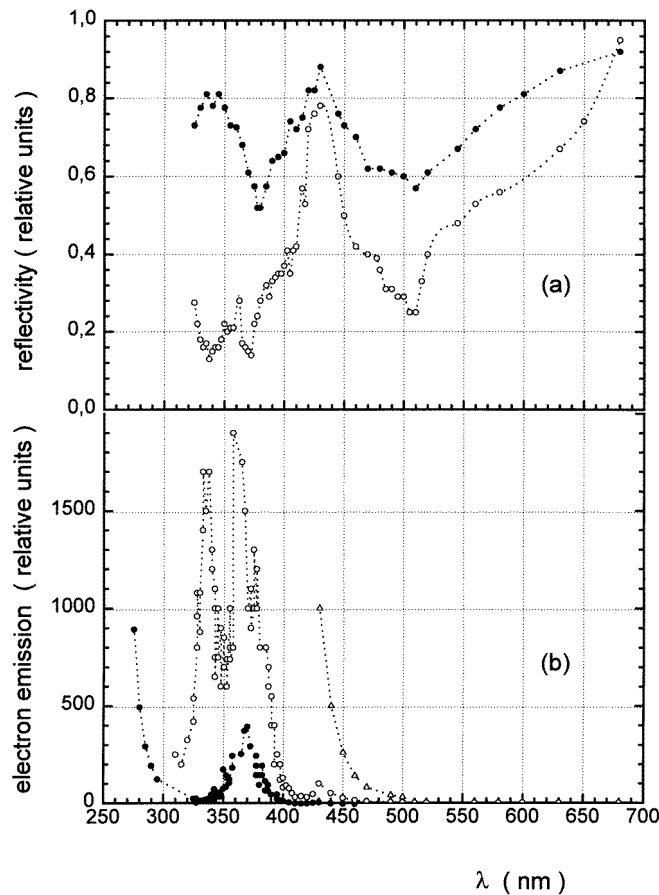 1,0
0,8
0,6
0,4
0,2
0,0
reflectivity ( relative units )
(a)
1500
1000
500
0
electron emission ( relative units )
(b)
250 300 350 400 450 500 550 600 650 700
λ ( nm )